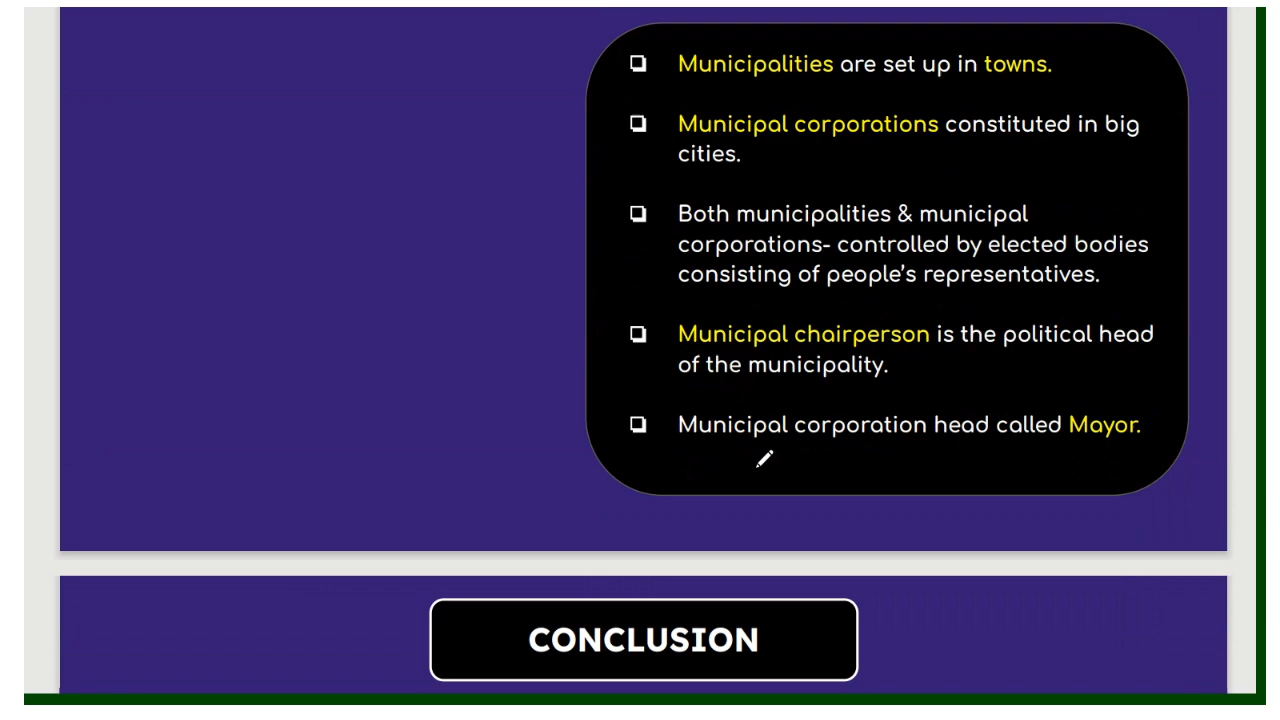 ❏ Municipalities are set up in towns.
❏ Municipal corporations constituted in big
cities.
❏ Both municipalities & municipal
corporations- controlled by elected bodies
consisting of people’s representatives.
❏ Municipal chairperson is the political head
of the municipality.
❏ Municipal corporation head called Mayor.
CONCLUSION